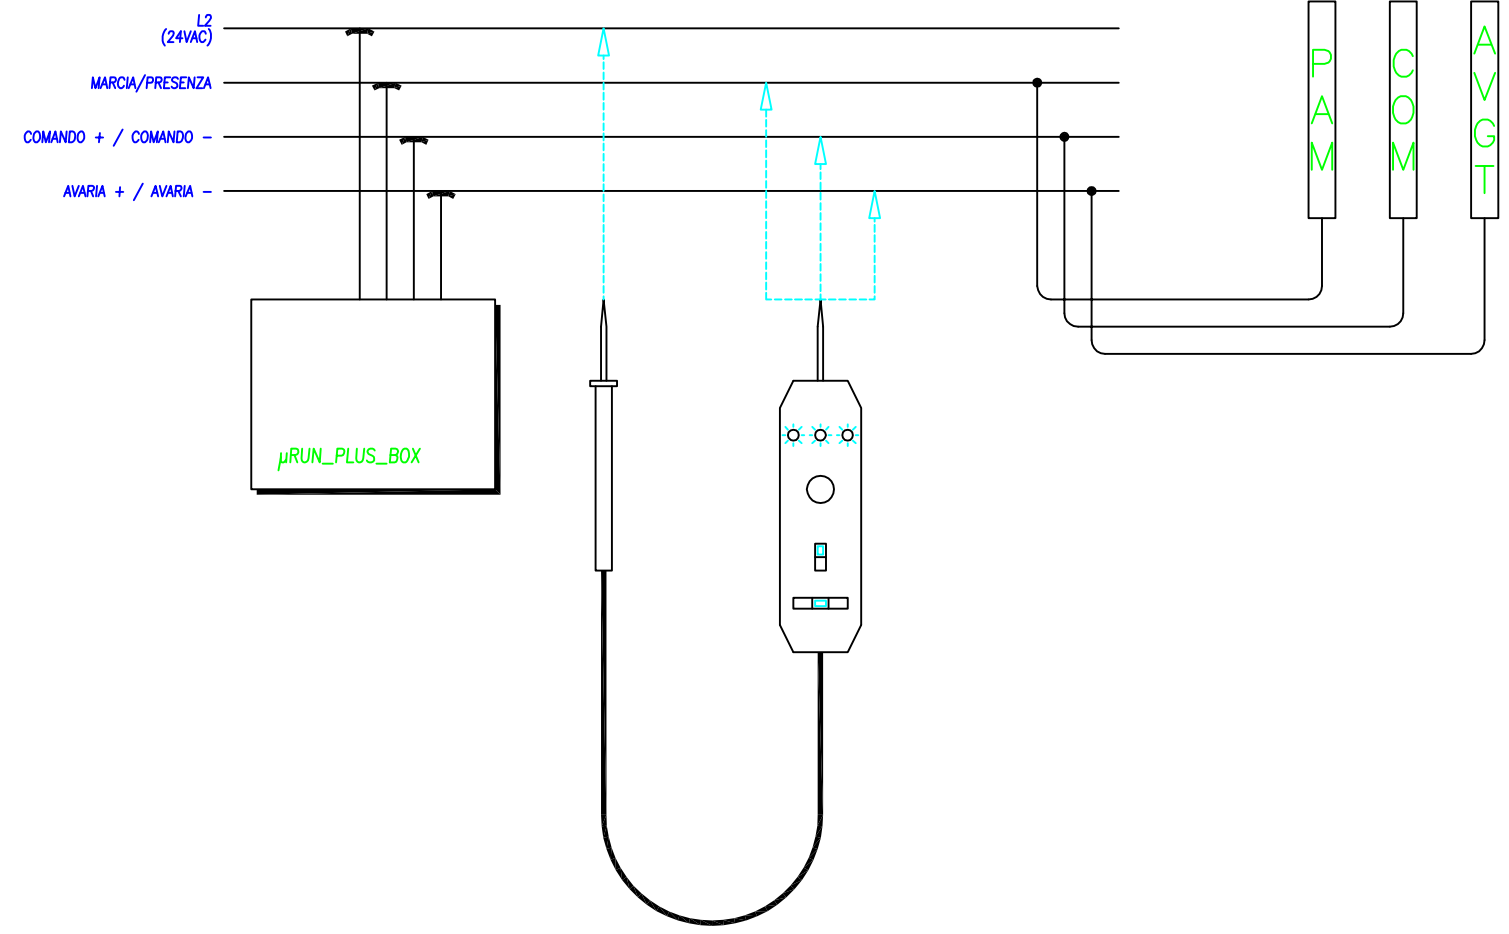 L2
(24VAC)
MARCIA/PRESENZA
COMANDO + / COMANDO -
AVARIA + / AVARIA -
PAM
COM
AVGT
µRUN_PLUS_BOX